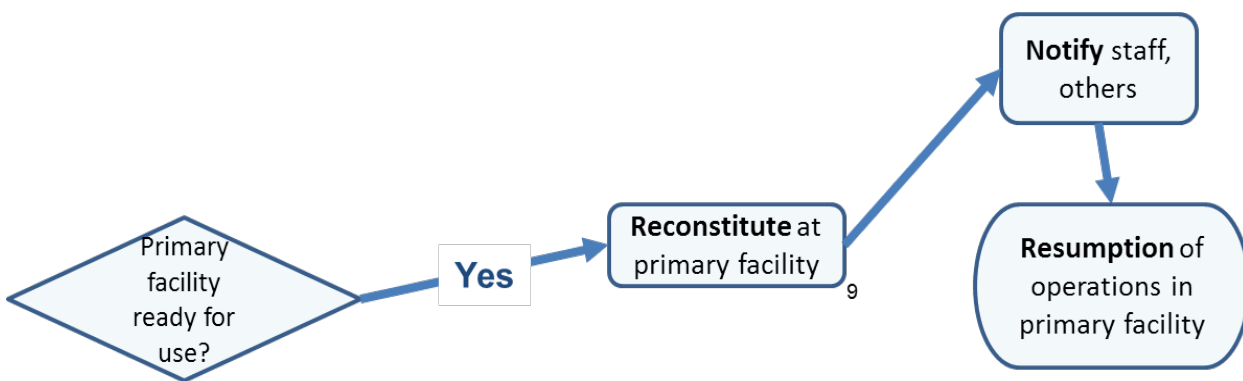 Primary
facility
ready for
use?
Yes
Reconstitute at
primary facility
9
Notify staff,
others
Resumption of
operations in
primary facility